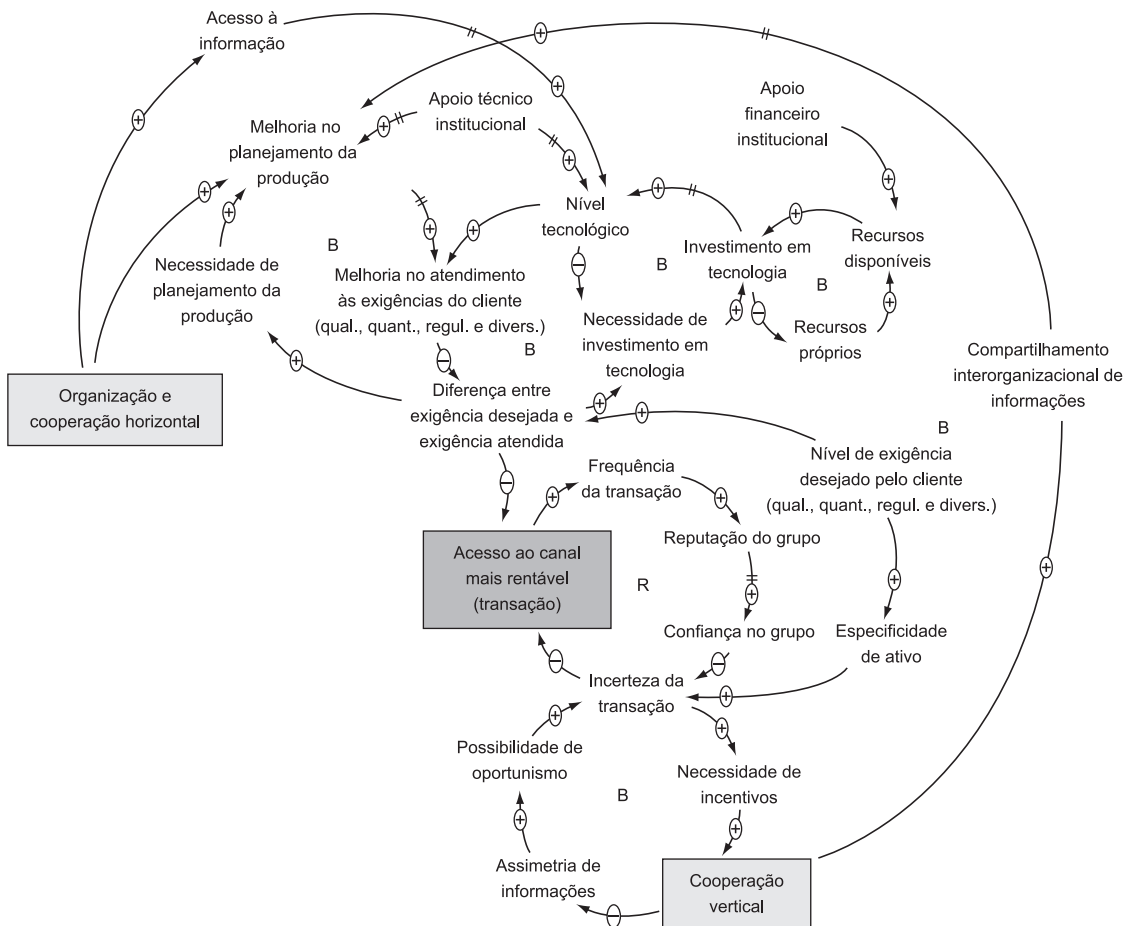 Acesso à
informação
Apoio técnico
institucional
Apoio
financeiro
institucional
Melhoria no
planejamento da
produção
Nível
tecnológico
Investimento em
tecnologia
Recursos
disponíveis
B
B
B
Necessidade de
planejamento da
produção
Melhoria no atendimento
às exigências do cliente
(qual., quant., regul. e divers.)
Necessidade de
investimento em
tecnologia
Recursos
próprios
B
Compartilhamento
interorganizacional de
informações
Organização e
cooperação horizontal
Diferença entre
exigência desejada e
exigência atendida
B
Nível de exigência
desejado pelo cliente
(qual., quant., regul. e divers.)
Frequência
da transação
Reputação do grupo
Acesso ao canal
mais rentável
(transação)
R
Confiança no grupo
Especificidade
de ativo
Incerteza da
transação
Possibilidade de
oportunismo
Necessidade de
incentivos
B
Assimetria de
informações
Cooperação
vertical